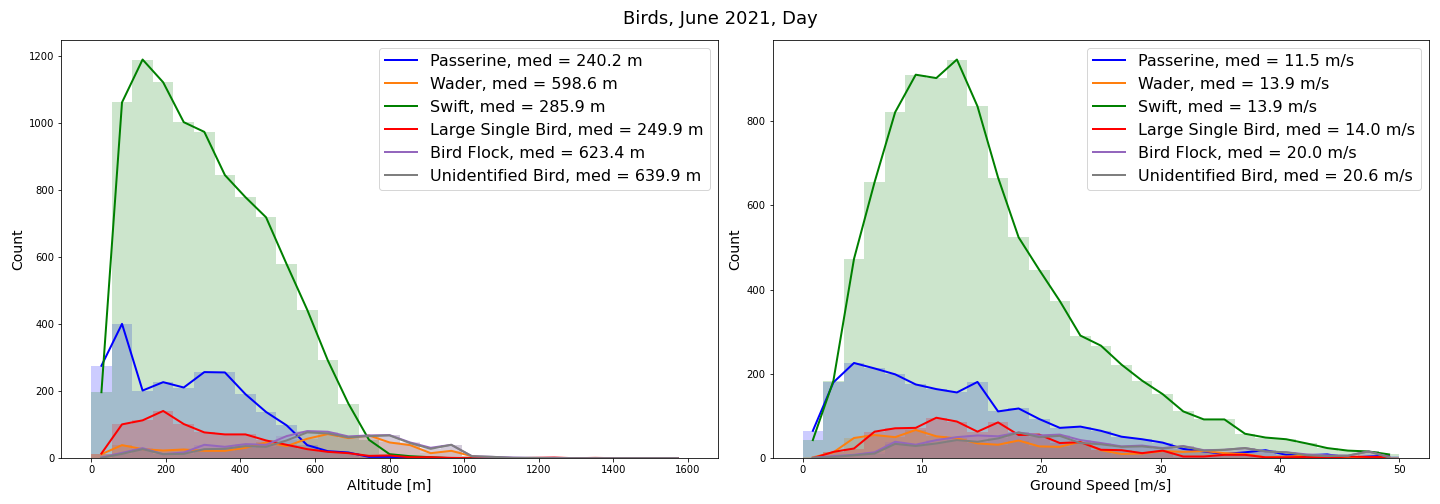 Birds, June 2021, Day
1200
1000
800
600
400
200
0
Count
0 200 400 600 800 1000 1200 1400 1600
Altitude [m]
Passerine, med = 240.2 m
Wader, med = 598.6 m
Swift, med = 285.9 m
Large Single Bird, med = 249.9 m
Bird Flock, med = 623.4 m
Unidentified Bird, med = 639.9 m
800
600
400
200
0
Count
0 10 20 30 40 50
Ground Speed [m/s]
Passerine, med = 11.5 m/s
Wader, med = 13.9 m/s
Swift, med = 13.9 m/s
Large Single Bird, med = 14.0 m/s
Bird Flock, med = 20.0 m/s
Unidentified Bird, med = 20.6 m/s